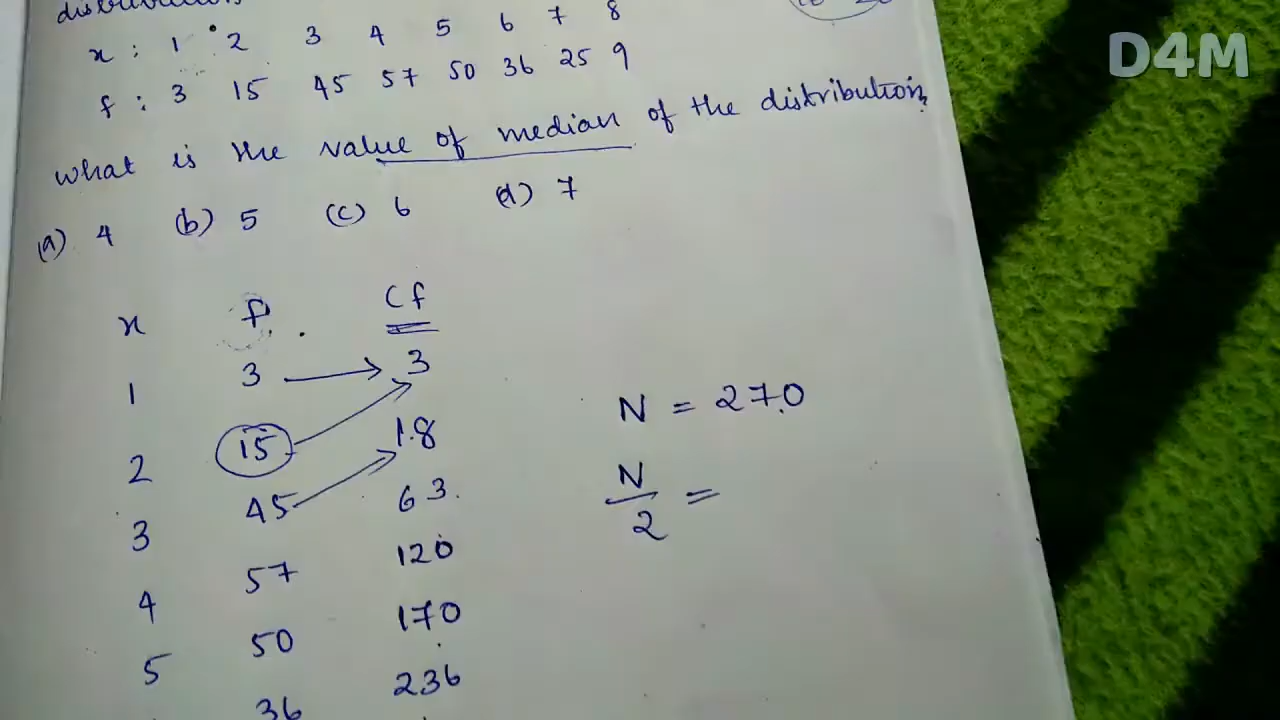 D4M
x : 1 2 3 4 5 6 7 8
f : 3 15 45 57 50 36 25 9
what is the value of median of the distribution,
(a) 4 (b) 5 (c) 6 (d) 7
x f Cf
1 3 3
2 15 18
3 45 63
4 57 120
5 50 170
36 236
N = 270
N/2 =